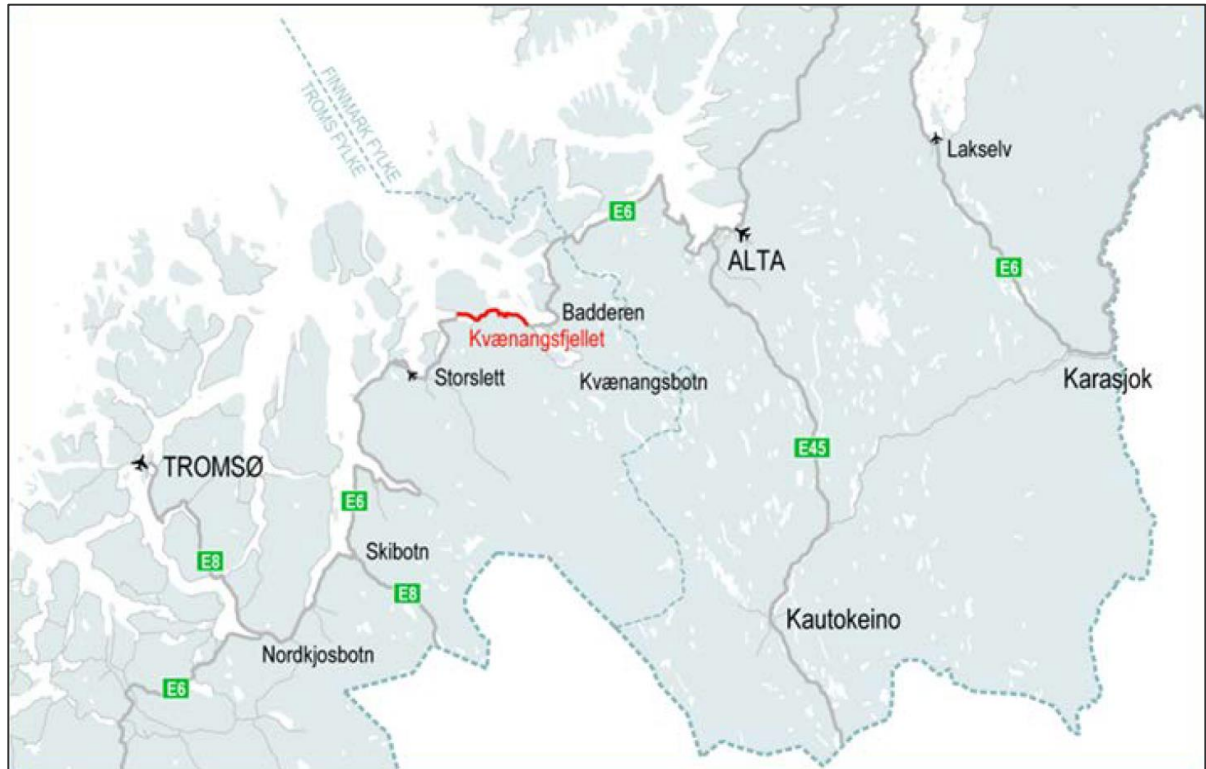 FINNMARK FYLKE
TROMS FYLKE
Lakselv
E6
ALTA
E6
Badderen
Kvænangsfjellet
Storslett
Kvænangsbotn
Karasjok
E45
TROMSØ
E6
Skibotn
E8
E8
Kautokeino
Nordkjosbotn
E6